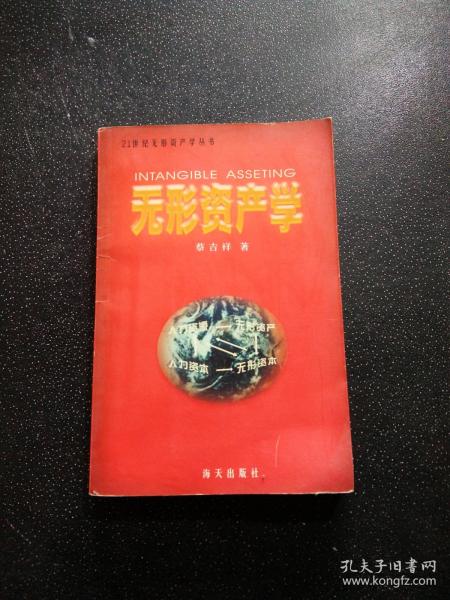 21世纪无形资产学丛书
INTANGIBLE ASSETING
无形资产学
蔡吉祥 著
人力资源 无形资产
人力资本 无形资本
海天出版社
孔夫子旧书网
www.kongfz.com